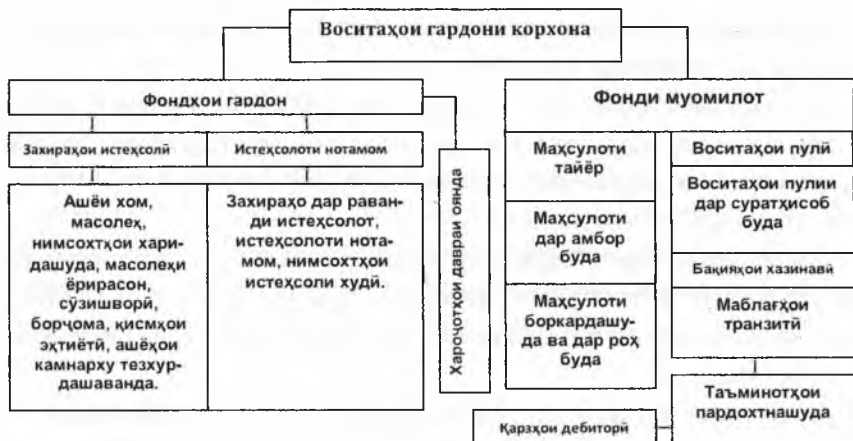 Воситаҳои гардони корхона
Фондҳои гардон
Фонди муомилот
Захираҳои истеҳсолӣ
Истеҳсолоти нотамом
Ашёи хом,
масолеҳ,
нимсохтҳои хари-
дашуда, масолеҳи
ёрирасон,
сӯзишворӣ,
борҷома, қисмҳои
эҳтиётӣ, ашёҳои
камнарху тезхӯр-
дашаванда.
Захираҳо дар раван-
ди истеҳсолот,
истеҳсолоти нота-
мом, нимсохтҳои
истеҳсоли худӣ.
Хароҷотҳои давраи оянда
Маҳсулоти
тайёр
Маҳсулоти
дар амбор
буда
Маҳсулоти
боркардашу-
да ва дар роҳ
буда
Воситаҳои пулӣ
Воситаҳои пулии
дар суратҳисоб
буда
Бақияҳои хазинавӣ
Маблағҳои
транзитӣ
Таъминотҳои
пардохтнашуда
Қарзҳои дебиторӣ